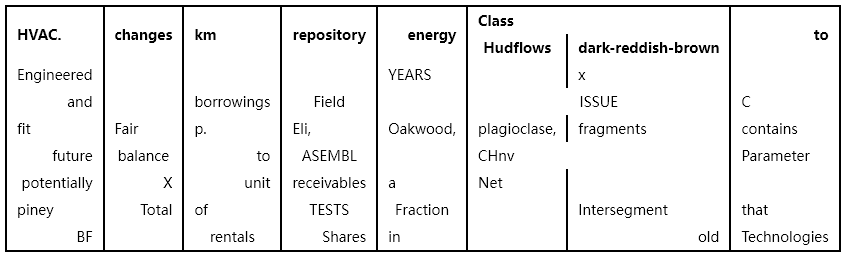 Class
HVAC. changes km repository energy Hudflows dark-reddish-brown to
Engineered YEARS x
and borrowings Field ISSUE C
fit Fair p. Eli, Oakwood, plagioclase, fragments contains
future balance to ASEMBL CHnv Parameter
potentially X unit receivables a Net
piney Total of TESTS Fraction Intersegment that
BF rentals Shares in old Technologies